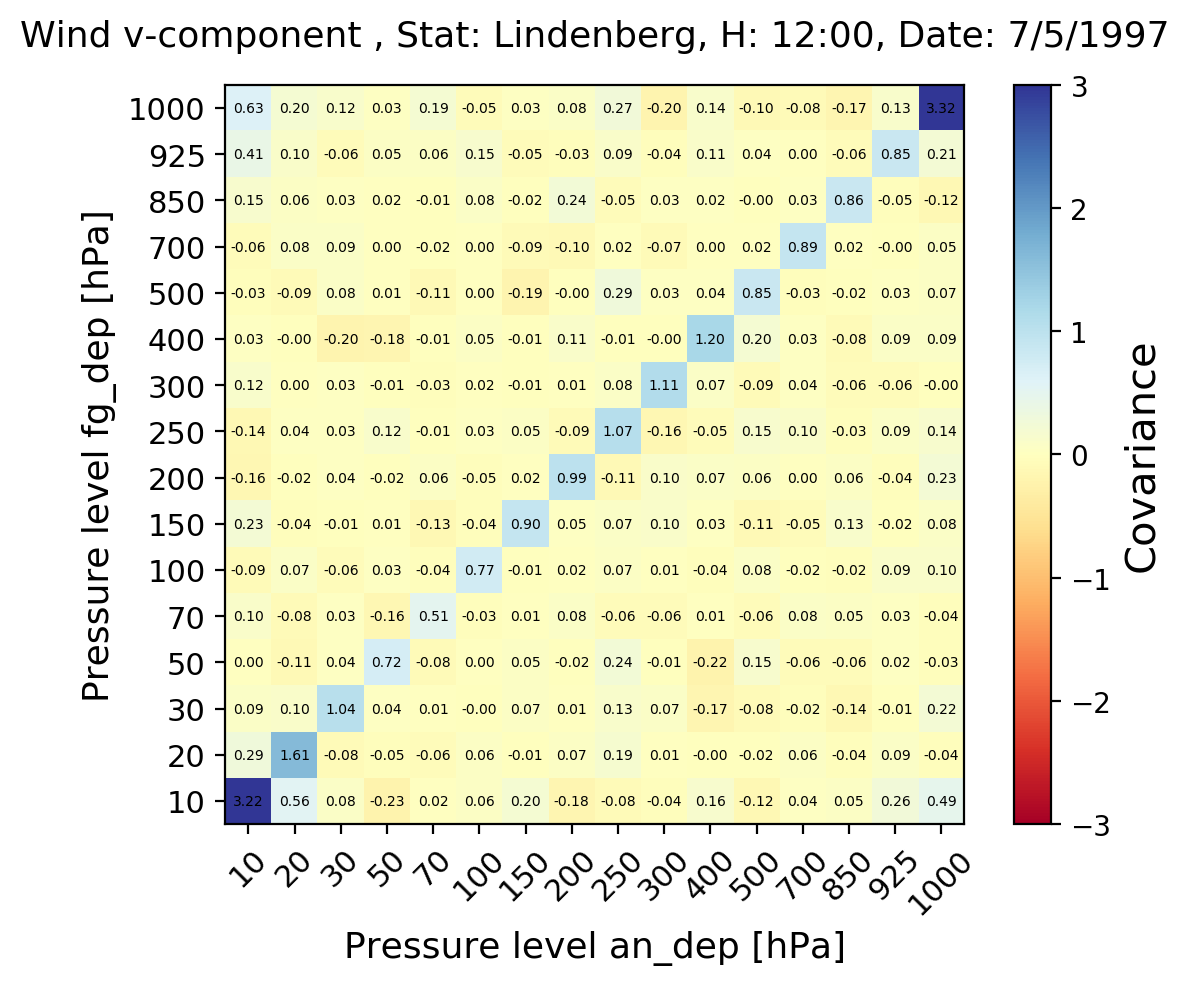 Wind v-component , Stat: Lindenberg, H: 12:00, Date: 7/5/1997
1000 0.63 0.20 0.12 0.03 0.19 -0.05 0.03 0.08 0.27 -0.20 0.14 -0.10 -0.08 -0.17 0.13 3.32
925 0.41 0.10 -0.06 0.05 0.06 0.15 -0.05 -0.03 0.09 -0.04 0.11 0.04 0.00 -0.06 0.85 0.21
850 0.15 0.06 0.03 0.02 -0.01 0.08 -0.02 0.24 -0.05 0.03 0.02 -0.00 0.03 0.86 -0.05 -0.12
700 -0.06 0.08 0.09 0.00 -0.02 0.00 -0.09 -0.10 0.02 -0.07 0.00 0.02 0.89 0.02 -0.00 0.05
500 -0.03 -0.09 0.08 0.01 -0.11 0.00 -0.19 -0.00 0.29 0.03 0.04 0.85 -0.03 -0.02 0.03 0.07
400 0.03 -0.00 -0.20 -0.18 -0.01 0.05 -0.01 0.11 -0.01 -0.00 1.20 0.20 0.03 -0.08 0.09 0.09
300 0.12 0.00 0.03 -0.01 -0.03 0.02 -0.01 0.01 0.08 1.11 0.07 -0.09 0.04 -0.06 -0.06 -0.00
250 -0.14 0.04 0.03 0.12 -0.01 0.03 0.05 -0.09 1.07 -0.16 -0.05 0.15 0.10 -0.03 0.09 0.14
200 -0.16 -0.02 0.04 -0.02 0.06 -0.05 0.02 0.99 -0.11 0.10 0.07 0.06 0.00 0.06 -0.04 0.23
150 0.23 -0.04 -0.01 0.01 -0.13 -0.04 0.90 0.05 0.07 0.10 0.03 -0.11 -0.05 0.13 -0.02 0.08
100 -0.09 0.07 -0.06 0.03 -0.04 0.77 -0.01 0.02 0.07 0.01 -0.04 0.08 -0.02 -0.02 0.09 0.10
70 0.10 -0.08 0.03 -0.16 0.51 -0.03 0.01 0.08 -0.06 -0.06 0.01 -0.06 0.08 0.05 0.03 -0.04
50 0.00 -0.11 0.04 0.72 -0.08 0.00 0.05 -0.02 0.24 -0.01 -0.22 0.15 -0.06 -0.06 0.02 -0.03
30 0.09 0.10 1.04 0.04 0.01 -0.00 0.07 0.01 0.13 0.07 -0.17 -0.08 -0.02 -0.14 -0.01 0.22
20 0.29 1.61 -0.08 -0.05 -0.06 0.06 -0.01 0.07 0.19 0.01 -0.00 -0.02 0.06 -0.04 0.09 -0.04
10 3.22 0.56 0.08 -0.23 0.02 0.06 0.20 -0.18 -0.08 -0.04 0.16 -0.12 0.04 0.05 0.26 0.49
10 20 30 50 70 100 150 200 250 300 400 500 700 850 925 1000
Pressure level an_dep [hPa]
Pressure level fg_dep [hPa]
3
2
1
0
−1
−2
−3
Covariance